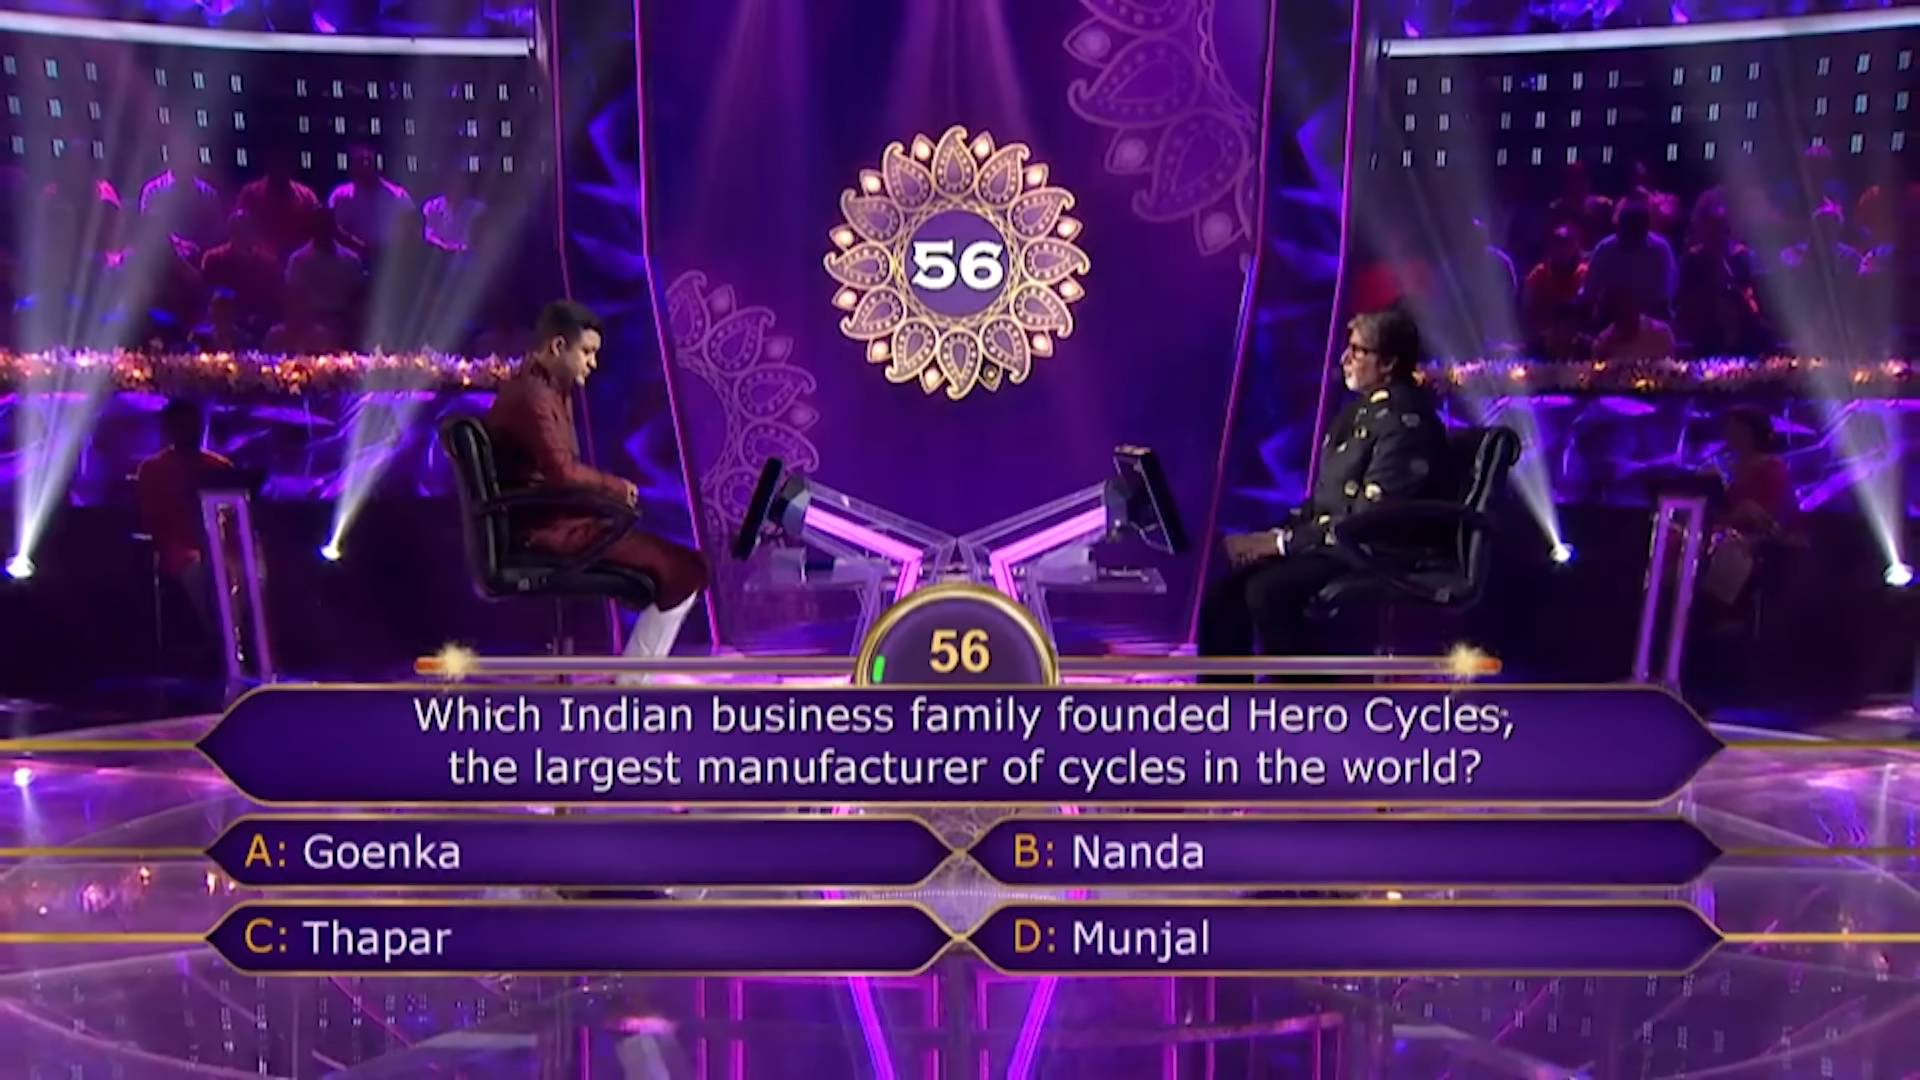 56
56
Which Indian business family founded Hero Cycles,
the largest manufacturer of cycles in the world?
A: Goenka
B: Nanda
C: Thapar
D: Munjal